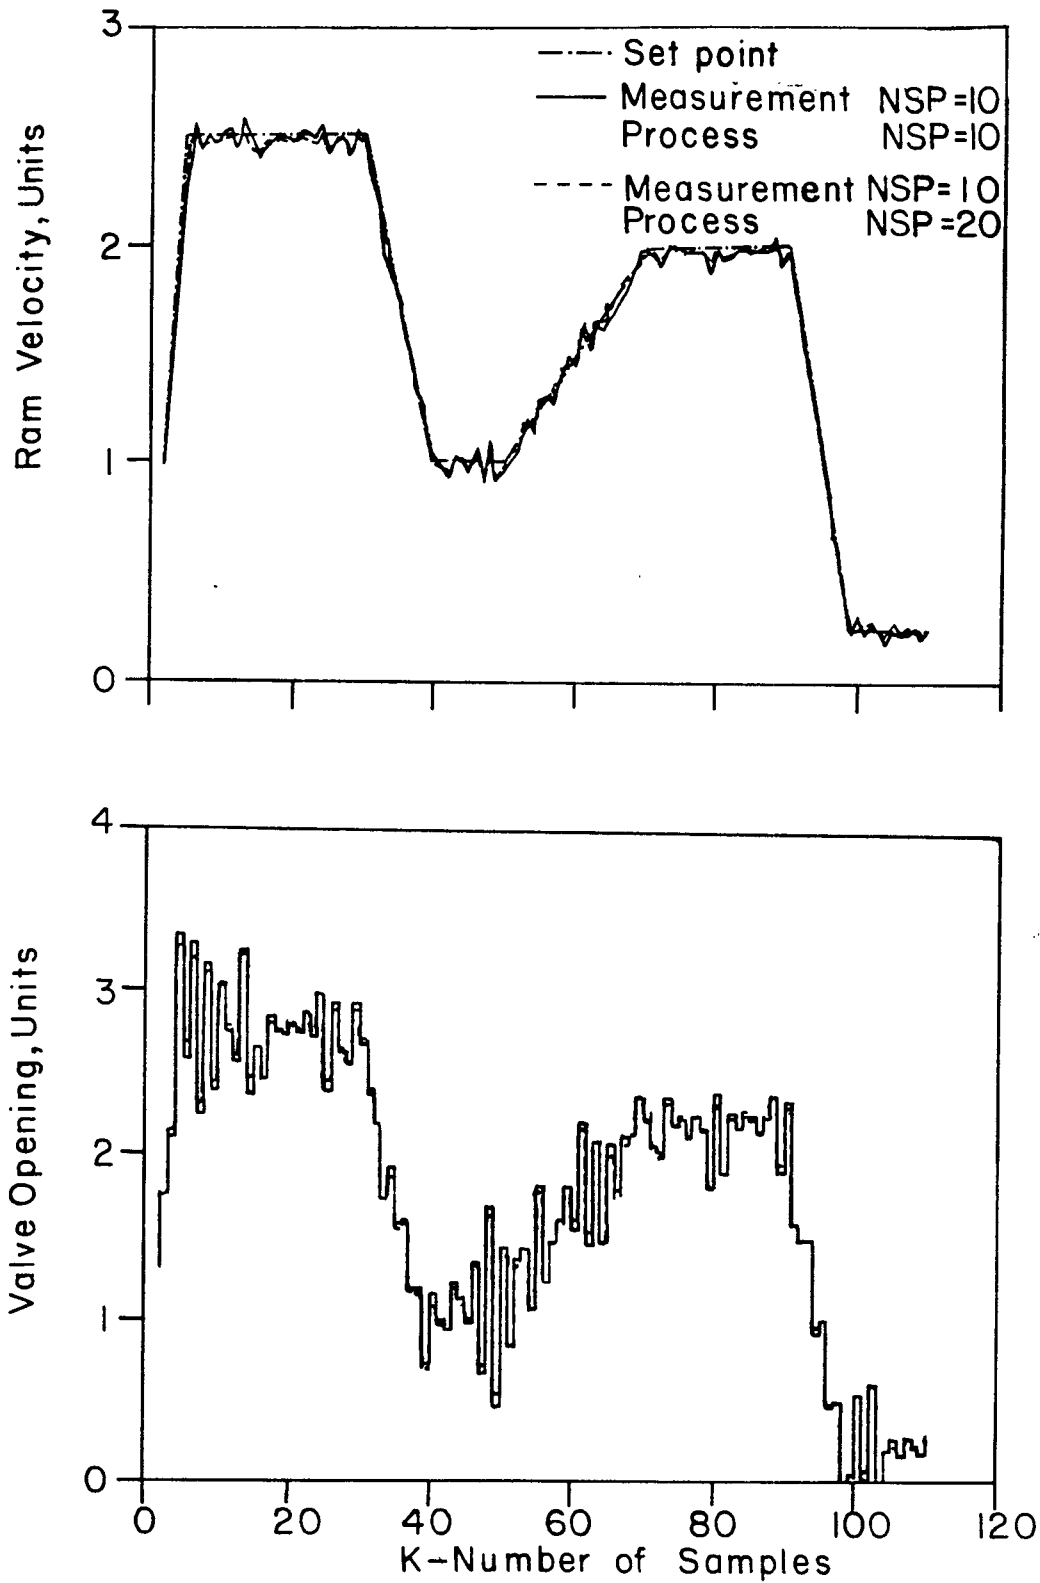 3
Set point
Measurement NSP=10
Process NSP=10
Measurement NSP=10
Process NSP=20
2
1
0
Ram Velocity, Units
4
3
2
1
0
Valve Opening, Units
0 20 40 60 80 100 120
K-Number of Samples